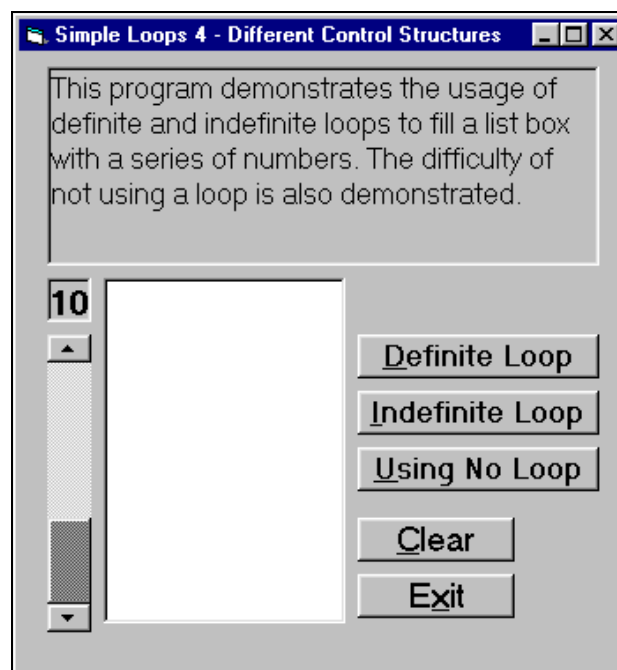 Simple Loops 4 - Different Control Structures
This program demonstrates the usage of
definite and indefinite loops to fill a list box
with a series of numbers. The difficulty of
not using a loop is also demonstrated.
10
Definite Loop
Indefinite Loop
Using No Loop
Clear
Exit